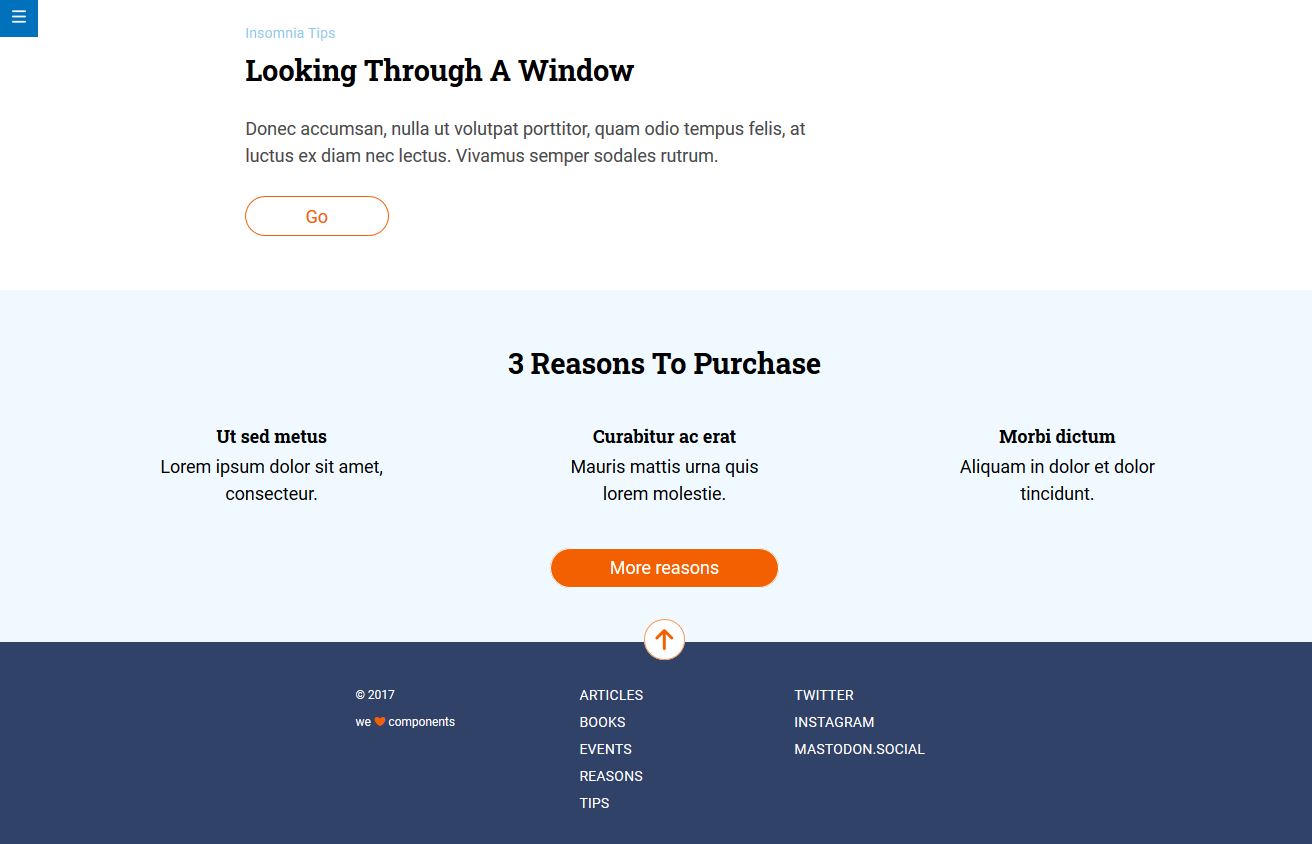 Insomnia Tips
Looking Through A Window
Donec accumsan, nulla ut volutpat porttitor, quam odio tempus felis, at
luctus ex diam nec lectus. Vivamus semper sodales rutrum.
Go
3 Reasons To Purchase
Ut sed metus
Lorem ipsum dolor sit amet,
consecteur.
Curabitur ac erat
Mauris mattis urna quis
lorem molestie.
Morbi dictum
Aliquam in dolor et dolor
tincidunt.
More reasons
© 2017
we components
ARTICLES
BOOKS
EVENTS
REASONS
TIPS
TWITTER
INSTAGRAM
MASTODON.SOCIAL